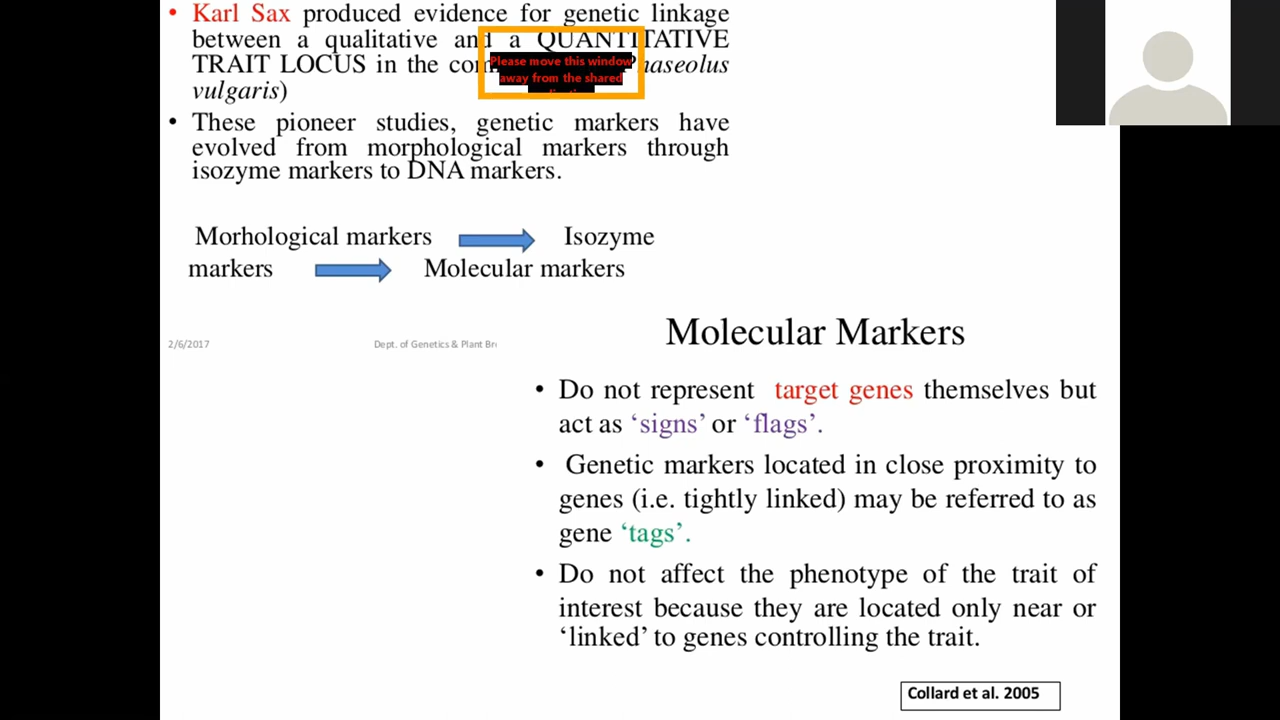 • Karl Sax produced evidence for genetic linkage
between a qualitative and a QUANTITATIVE
TRAIT LOCUS in the Phaseolus
vulgaris)
Please move this window
away from the shared
• These pioneer studies, genetic markers have
evolved from morphological markers through
isozyme markers to DNA markers.
Morhological markers Isozyme
markers Molecular markers
2/6/2017 Dept. of Genetics & Plant
Molecular Markers
• Do not represent target genes themselves but
act as ‘signs’ or ‘flags’.
• Genetic markers located in close proximity to
genes (i.e. tightly linked) may be referred to as
gene ‘tags’.
• Do not affect the phenotype of the trait of
interest because they are located only near or
‘linked’ to genes controlling the trait.
Collard et al. 2005